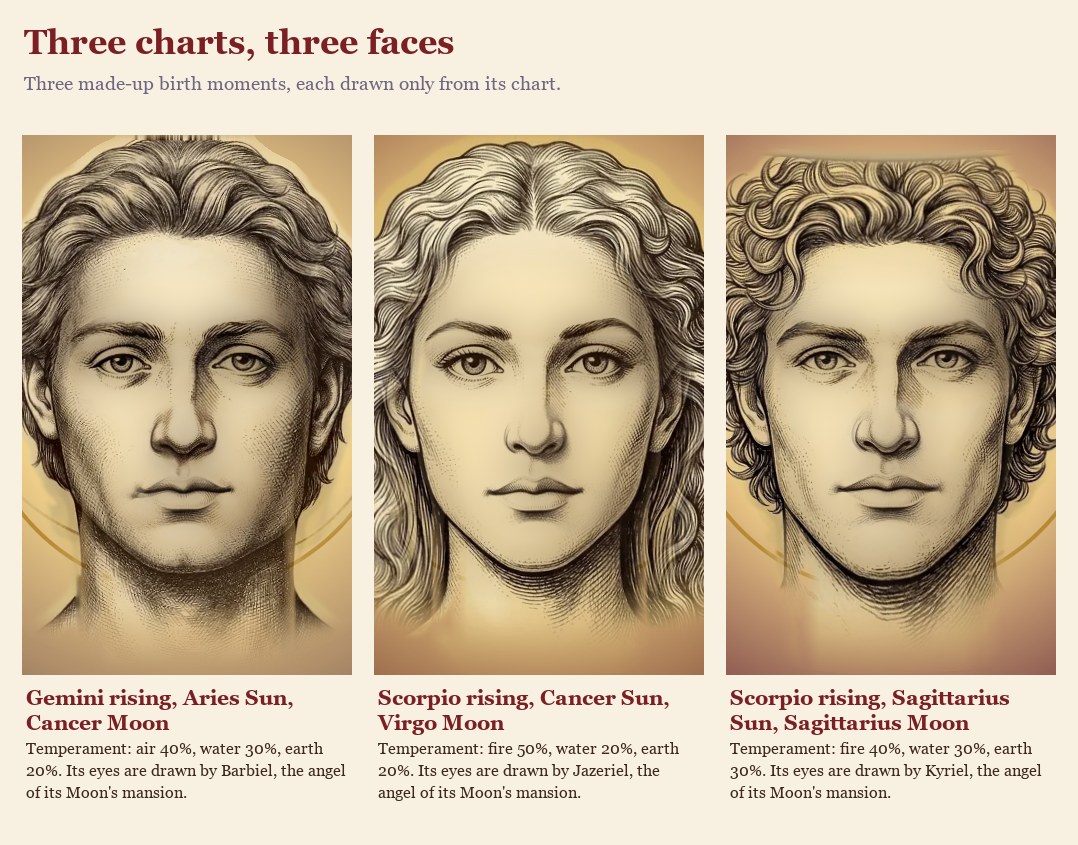 Three charts, three faces
Three made-up birth moments, each drawn only from its chart.
Gemini rising, Aries Sun,
Cancer Moon
Temperament: air 40%, water 30%, earth
20%. Its eyes are drawn by Barbiel, the angel
of its Moon's mansion.
Scorpio rising, Cancer Sun,
Virgo Moon
Temperament: fire 50%, water 20%, earth
20%. Its eyes are drawn by Jazeriel, the
angel of its Moon's mansion.
Scorpio rising, Sagittarius
Sun, Sagittarius Moon
Temperament: fire 40%, water 30%, earth
30%. Its eyes are drawn by Kyriel, the angel
of its Moon's mansion.